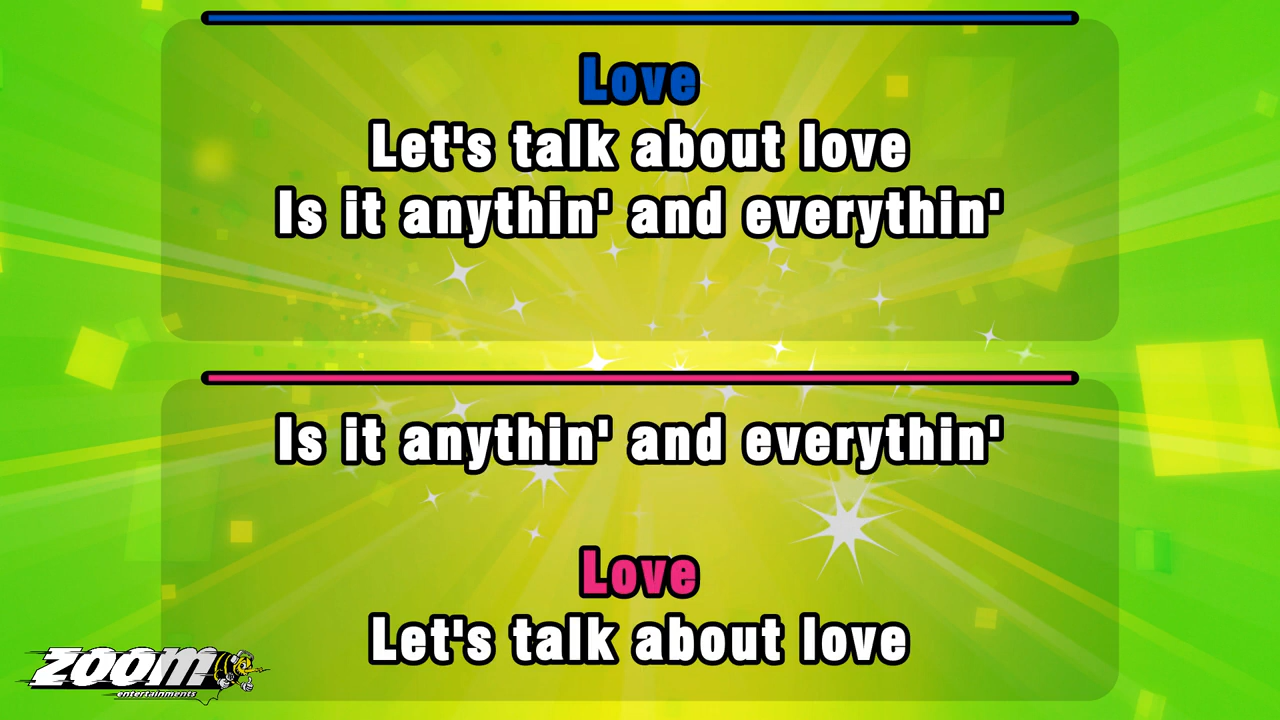 Love
Let's talk about love
Is it anythin' and everythin'
Is it anythin' and everythin'
Love
Let's talk about love
ZOOM
entertainments